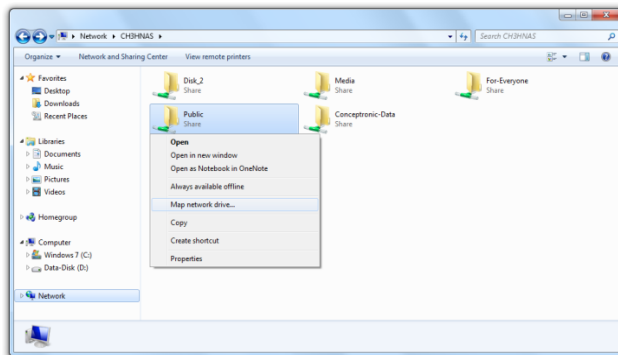 Network ▸ CH3HNAS ▸
Search CH3HNAS
Organize
Network and Sharing Center
View remote printers
Favorites
Desktop
Downloads
Recent Places
Libraries
Documents
Music
Pictures
Videos
Homegroup
Computer
Windows 7 (C:)
Data-Disk (D:)
Network
Disk_2
Share
Media
Share
For-Everyone
Share
Public
Share
Conceptronic-Data
Share
Open
Open in new window
Open as Notebook in OneNote
Always available offline
Map network drive...
Copy
Create shortcut
Properties